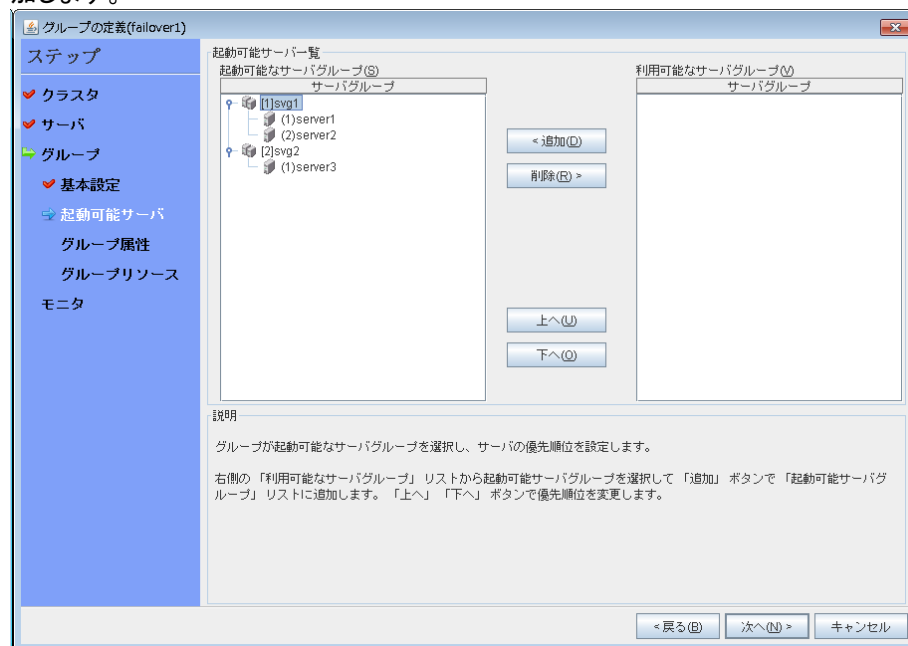 加します。
グループの定義(failover1)
ステップ
クラスタ
サーバ
グループ
基本設定
起動可能サーバ
グループ属性
グループリソース
モニタ
起動可能サーバ一覧
起動可能なサーバグループ(S)
サーバグループ
[1]svg1
(1)server1
(2)server2
[2]svg2
(1)server3
<追加(D)
削除(R) >
上へ(U)
下へ(O)
利用可能なサーバグループ(V)
サーバグループ
説明
グループが起動可能なサーバグループを選択し、サーバの優先順位を設定します。
右側の 「利用可能なサーバグループ」 リストから起動可能サーバグループを選択して 「追加」 ボタンで 「起動可能サーバグ
ループ」 リストに追加します。 「上へ」 「下へ」 ボタンで優先順位を変更します。
<戻る(B) 次へ(N) > キャンセル